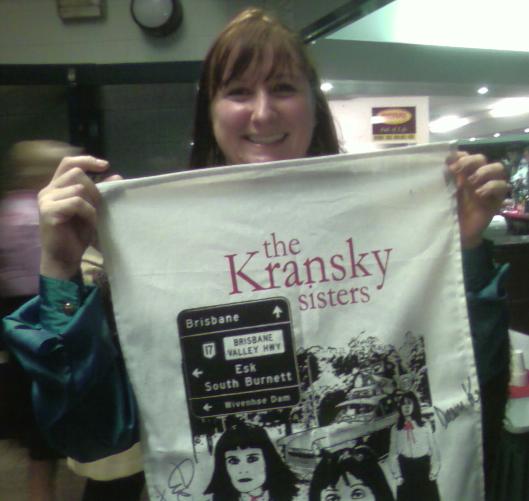 the
Kransky
sisters
Brisbane
17
BRISBANE
VALLEY HWY
Esk
South Burnett
Wivenhoe Dam